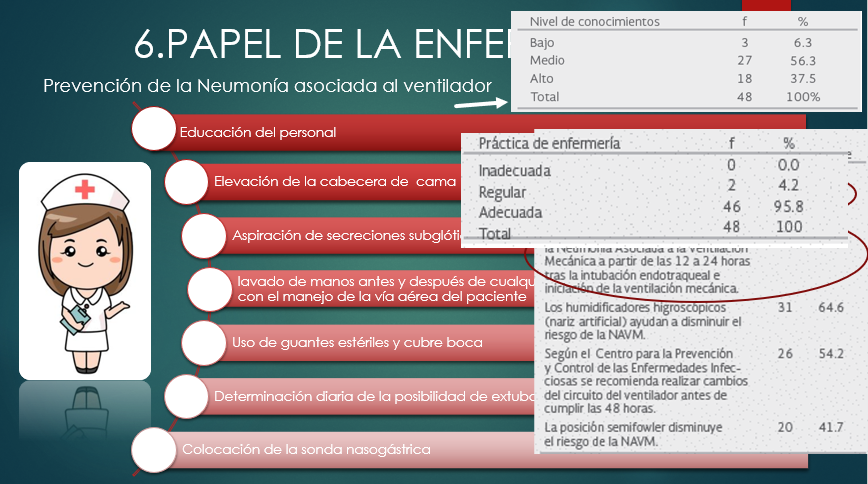 6.PAPEL DE LA ENFE
Prevención de la Neumonía asociada al ventilador
Educación del personal
Elevación de la cabecera de cama
Aspiración de secreciones
lavado de manos antes y después de
con el manejo de la vía aérea del paciente
Uso de guantes estériles y cubre boca
Determinación diaria de la posibilidad de
Colocación de la sonda nasogástrica
Nivel de conocimientos f %
Bajo 3 6.3
Medio 27 56.3
Alto 18 37.5
Total 48 100%
Práctica de enfermería f %
Inadecuada 0 0.0
Regular 2 4.2
Adecuada 46 95.8
Total 48 100
la Neumonía Asociada a la Ventilación
Mecánica a partir de las 12 a 24 horas
tras la intubación endotraqueal e
iniciación de la ventilación mecánica.
Los humidificadores higroscópicos 31 64.6
(nariz artificial) ayudan a disminuir el
riesgo de la NAVM.
Según el Centro para la Prevención 26 54.2
y Control de las Enfermedades Infec-
ciosas se recomienda realizar cambios
del circuito del ventilador antes de
cumplir las 48 horas.
La posición semifowler disminuye 20 41.7
el riesgo de la NAVM.